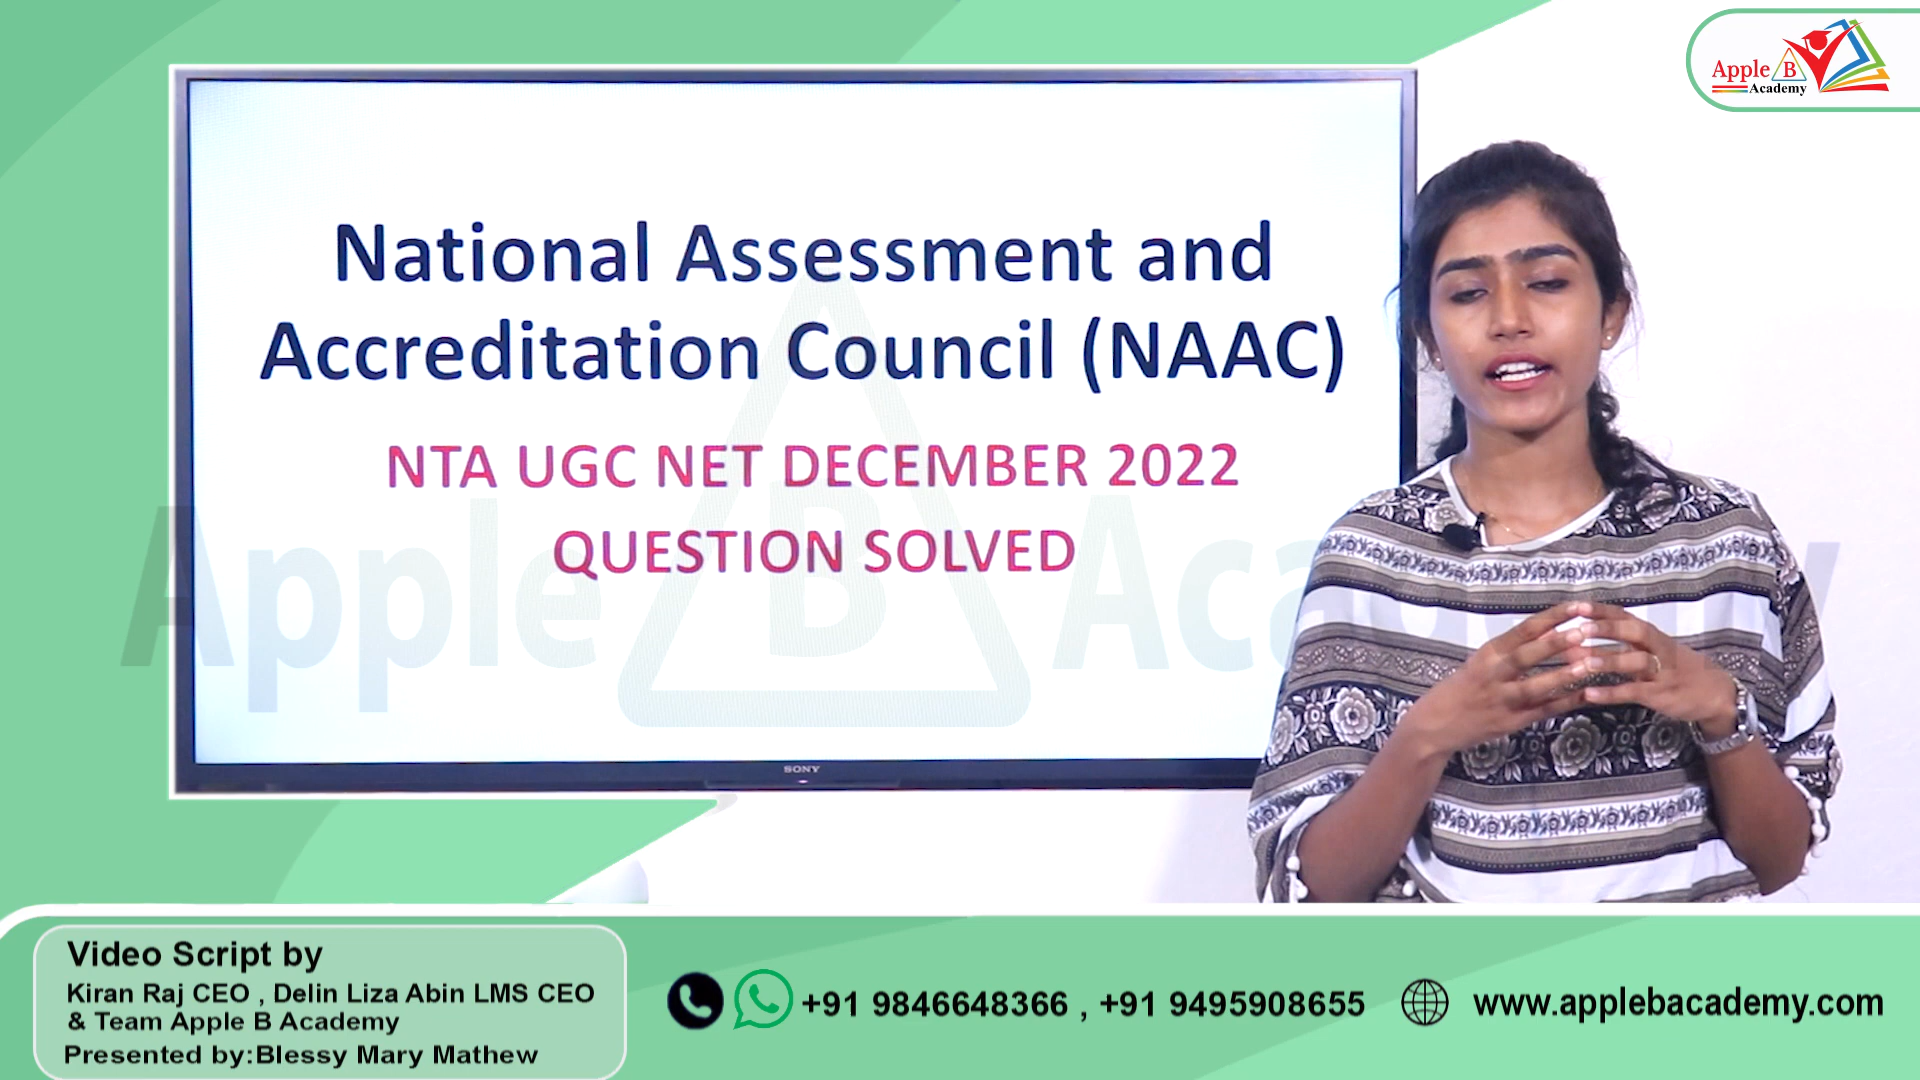 Apple B
Academy
National Assessment and
Accreditation Council (NAAC)
NTA UGC NET DECEMBER 2022
QUESTION SOLVED
Apple B Academy
SONY
Video Script by
Kiran Raj CEO , Delin Liza Abin LMS CEO
& Team Apple B Academy
Presented by:Blessy Mary Mathew
+91 9846648366 , +91 9495908655
www.applebacademy.com